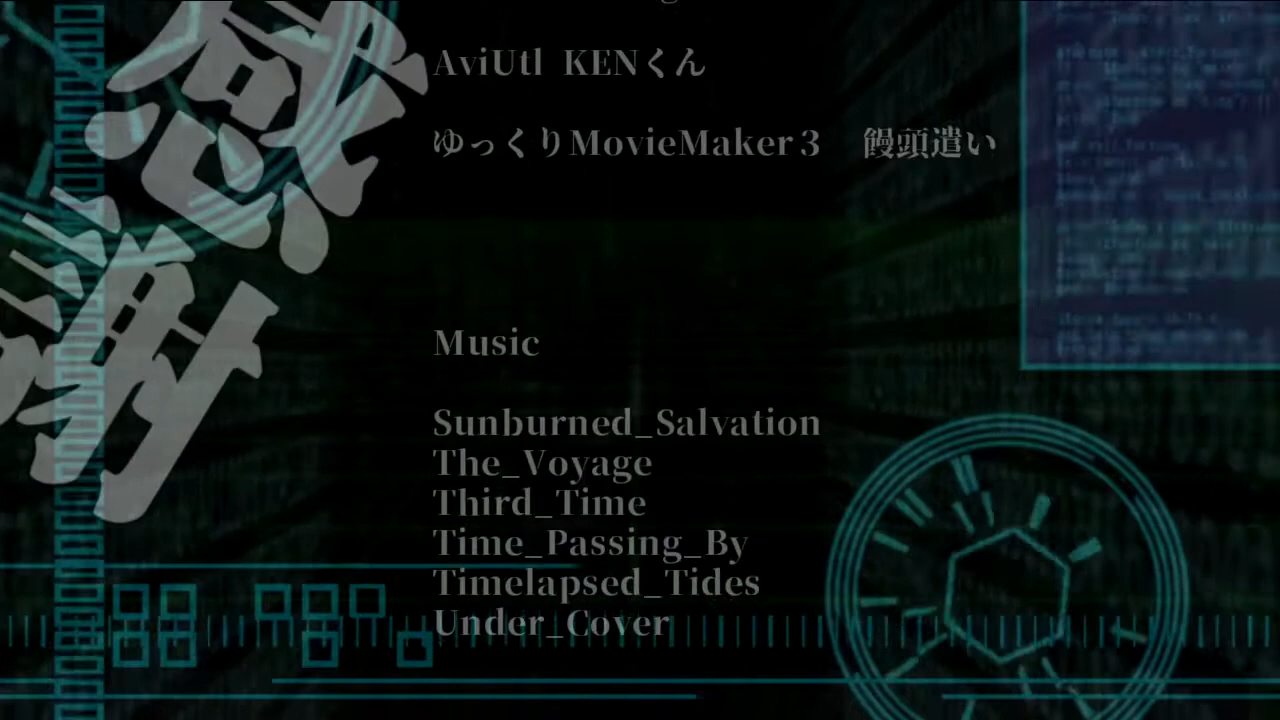 感謝
AviUtl KENくん
ゆっくりMovieMaker３　饅頭遣い
Music
Sunburned_Salvation
The_Voyage
Third_Time
Time_Passing_By
Timelapsed_Tides
Under_Cover